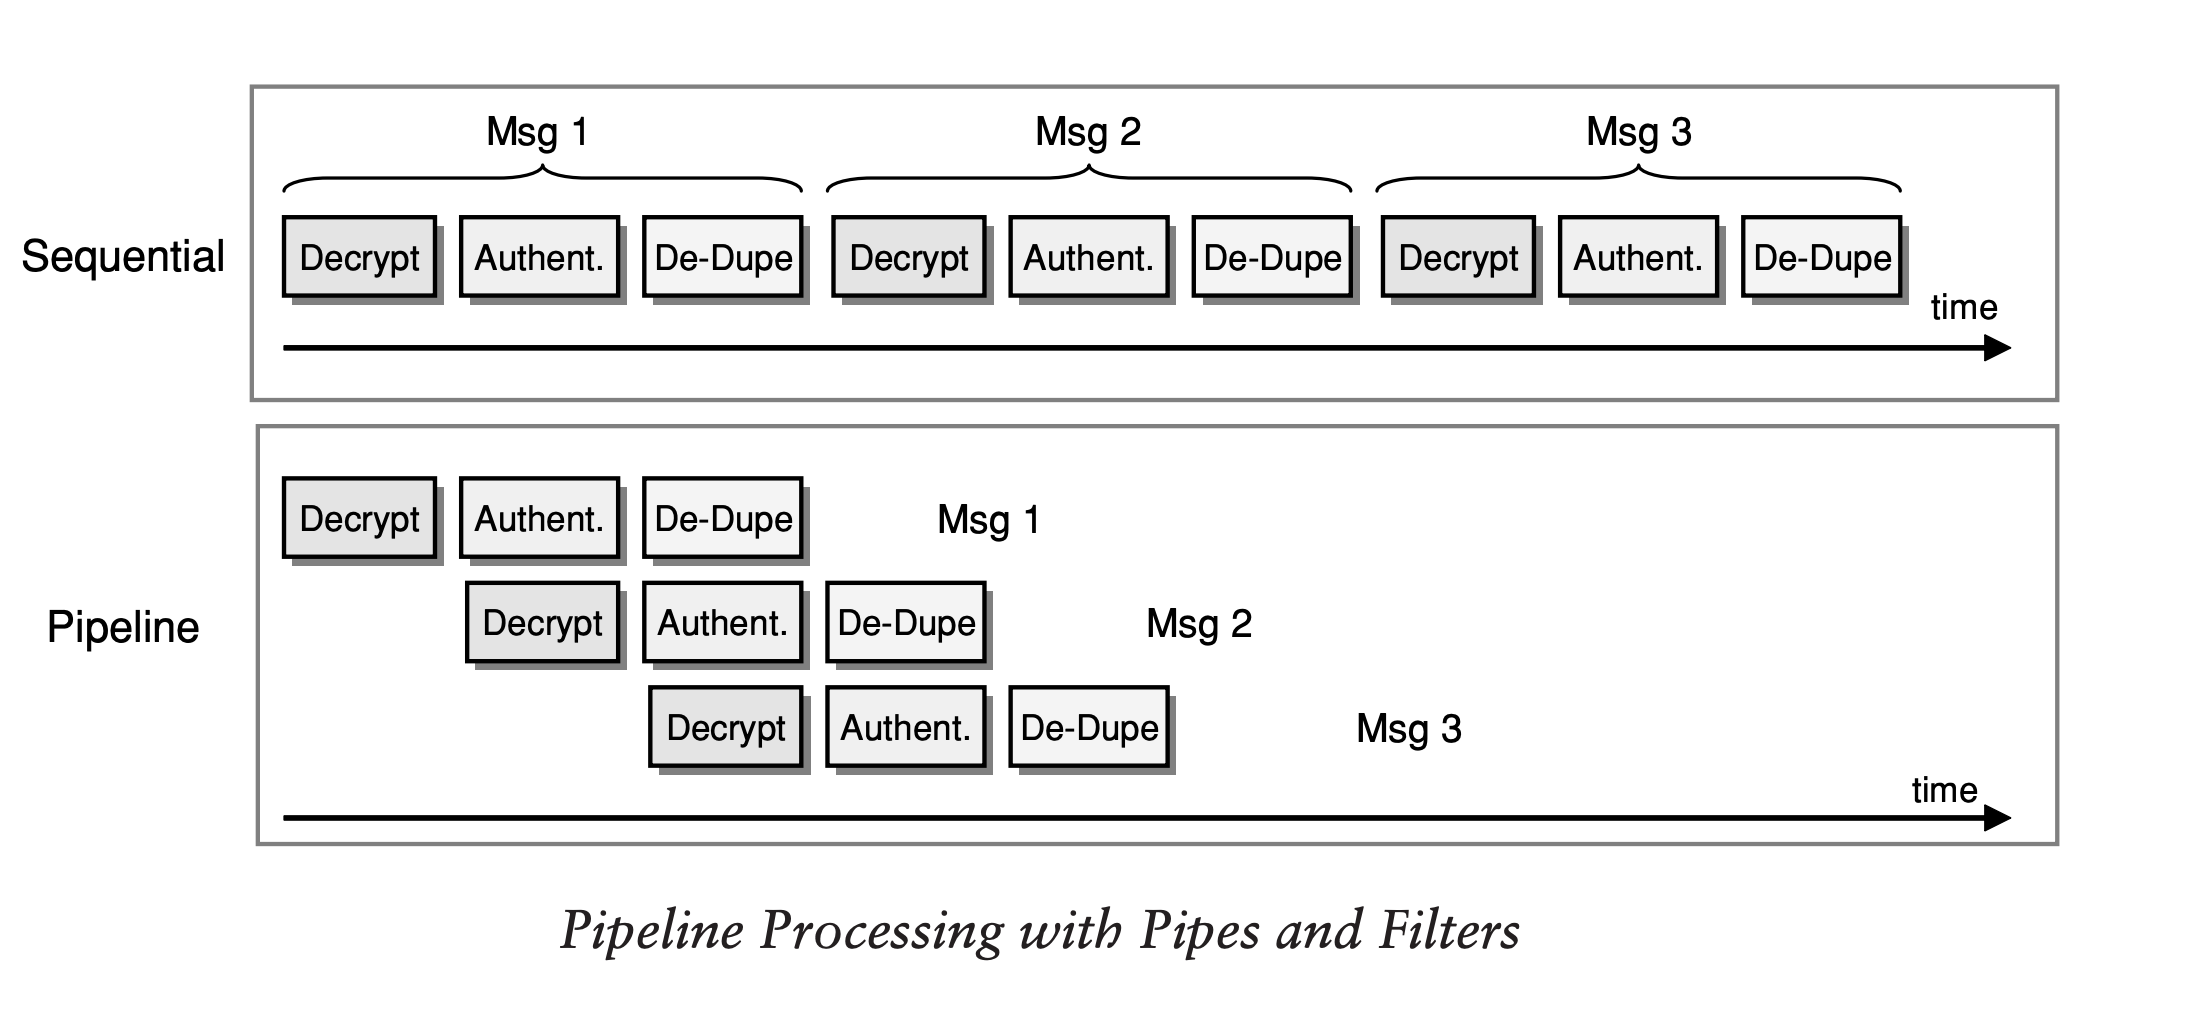 Msg 1 Msg 2 Msg 3
Sequential Decrypt Authent. De-Dupe Decrypt Authent. De-Dupe Decrypt Authent. De-Dupe
time
Decrypt Authent. De-Dupe Msg 1
Pipeline Decrypt Authent. De-Dupe Msg 2
Decrypt Authent. De-Dupe Msg 3
time
Pipeline Processing with Pipes and Filters